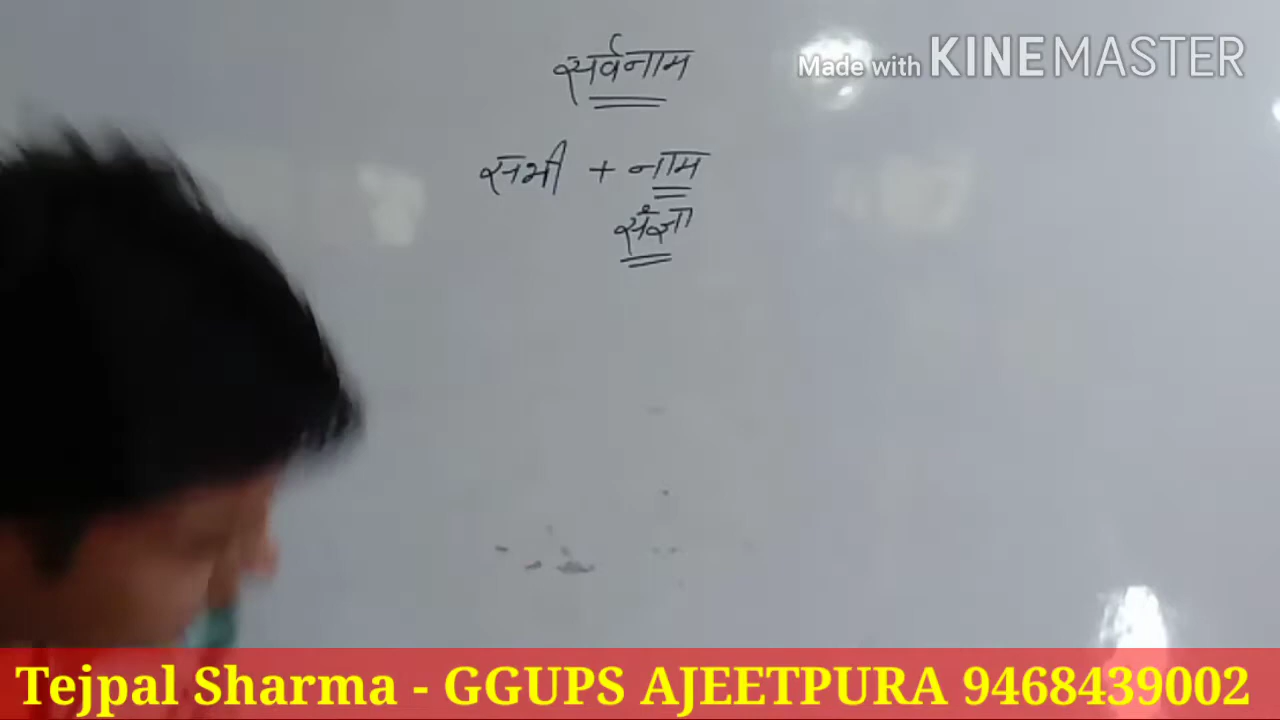 सर्वनाम
Made with KINEMASTER
सभी + नाम
संज्ञा
Tejpal Sharma - GGUPS AJEETPURA 9468439002